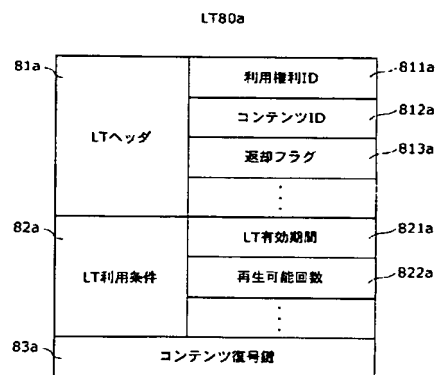 LT80a
81a
利用権利ID
811a
コンテンツID
812a
LTヘッダ
返却フラグ
813a
82a
LT有効期間
821a
LT利用条件
再生可能回数
822a
83a
コンテンツ復号鍵